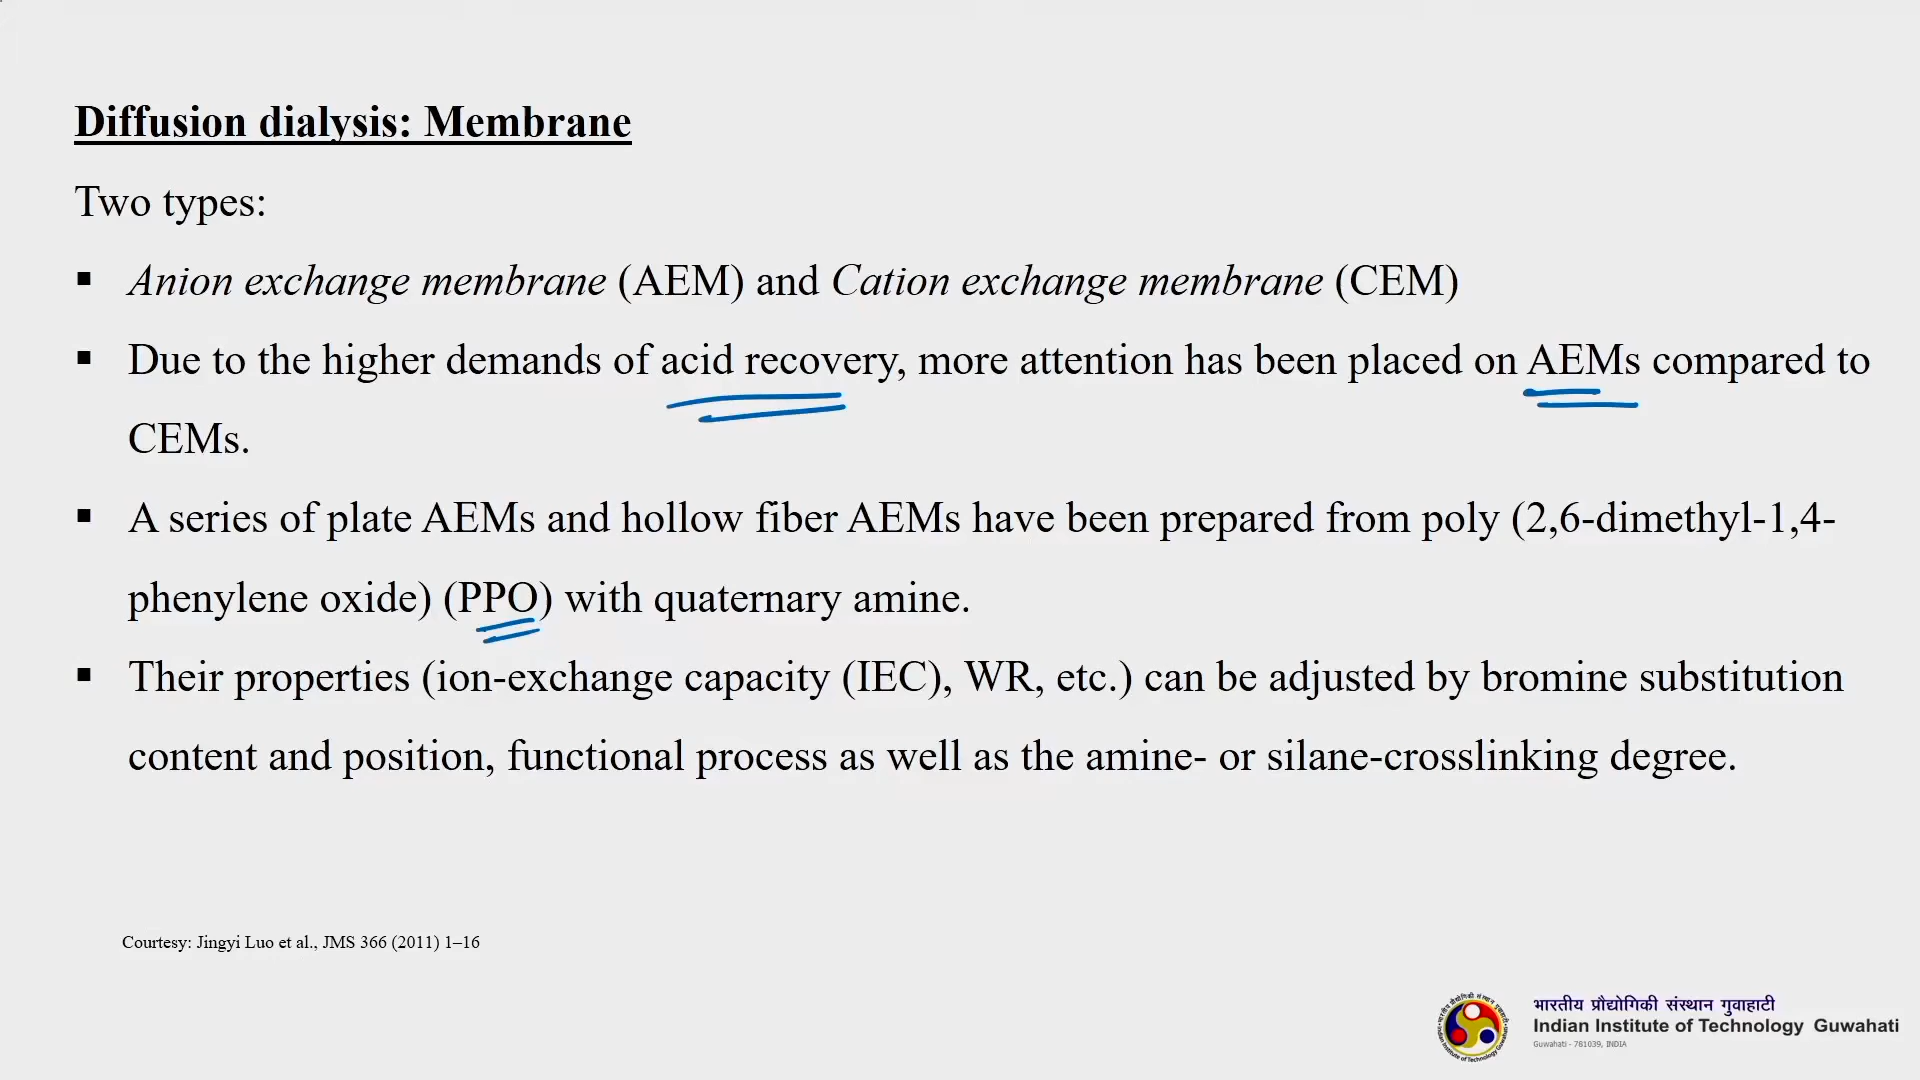 Diffusion dialysis: Membrane
Two types:
▪ Anion exchange membrane (AEM) and Cation exchange membrane (CEM)
▪ Due to the higher demands of acid recovery, more attention has been placed on AEMs compared to
CEMs.
▪ A series of plate AEMs and hollow fiber AEMs have been prepared from poly (2,6-dimethyl-1,4-
phenylene oxide) (PPO) with quaternary amine.
▪ Their properties (ion-exchange capacity (IEC), WR, etc.) can be adjusted by bromine substitution
content and position, functional process as well as the amine- or silane-crosslinking degree.
Courtesy: Jingyi Luo et al., JMS 366 (2011) 1–16
भारतीय प्रौद्योगिकी संस्थान गुवाहाटी
Indian Institute of Technology Guwahati
Guwahati - 781039, INDIA